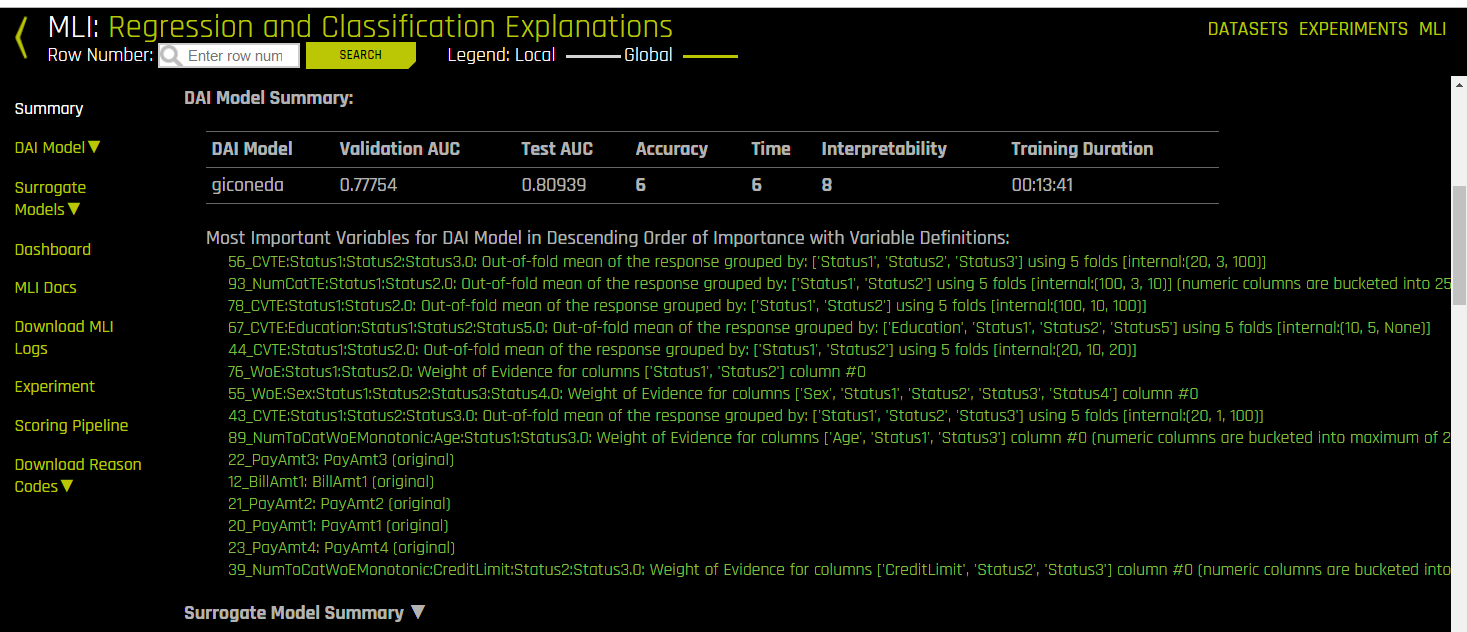 MLI: Regression and Classification Explanations
DATASETS EXPERIMENTS MLI
Row Number: Enter row num SEARCH Legend: Local Global
Summary
DAI Model ▼
Surrogate
Models ▼
Dashboard
MLI Docs
Download MLI
Logs
Experiment
Scoring Pipeline
Download Reason
Codes ▼
DAI Model Summary:
DAI Model Validation AUC Test AUC Accuracy Time Interpretability Training Duration
giconeda 0.77754 0.80939 6 6 8 00:13:41
Most Important Variables for DAI Model in Descending Order of Importance with Variable Definitions:
56_CVTE:Status1:Status2:Status3.0: Out-of-fold mean of the response grouped by: ['Status1', 'Status2', 'Status3'] using 5 folds [internal:(20, 3, 100)]
93_NumCatTE:Status1:Status2.0: Out-of-fold mean of the response grouped by: ['Status1', 'Status2'] using 5 folds [internal:(100, 3, 10)] (numeric columns are bucketed into 25
78_CVTE:Status1:Status2.0: Out-of-fold mean of the response grouped by: ['Status1', 'Status2'] using 5 folds [internal:(100, 10, 100)]
67_CVTE:Education:Status1:Status2:Status5.0: Out-of-fold mean of the response grouped by: ['Education', 'Status1', 'Status2', 'Status5'] using 5 folds [internal:(10, 5, None)]
44_CVTE:Status1:Status2.0: Out-of-fold mean of the response grouped by: ['Status1', 'Status2'] using 5 folds [internal:(20, 10, 20)]
76_WoE:Status1:Status2.0: Weight of Evidence for columns ['Status1', 'Status2'] column #0
55_WoE:Sex:Status1:Status2:Status3:Status4.0: Weight of Evidence for columns ['Sex', 'Status1', 'Status2', 'Status3', 'Status4'] column #0
43_CVTE:Status1:Status2:Status3.0: Out-of-fold mean of the response grouped by: ['Status1', 'Status2', 'Status3'] using 5 folds [internal:(20, 1, 100)]
89_NumToCatWoEMonotonic:Age:Status1:Status3.0: Weight of Evidence for columns ['Age', 'Status1', 'Status3'] column #0 (numeric columns are bucketed into maximum of 2
22_PayAmt3: PayAmt3 (original)
12_BillAmt1: BillAmt1 (original)
21_PayAmt2: PayAmt2 (original)
20_PayAmt1: PayAmt1 (original)
23_PayAmt4: PayAmt4 (original)
39_NumToCatWoEMonotonic:CreditLimit:Status2:Status3.0: Weight of Evidence for columns ['CreditLimit', 'Status2', 'Status3'] column #0 (numeric columns are bucketed into
Surrogate Model Summary ▼